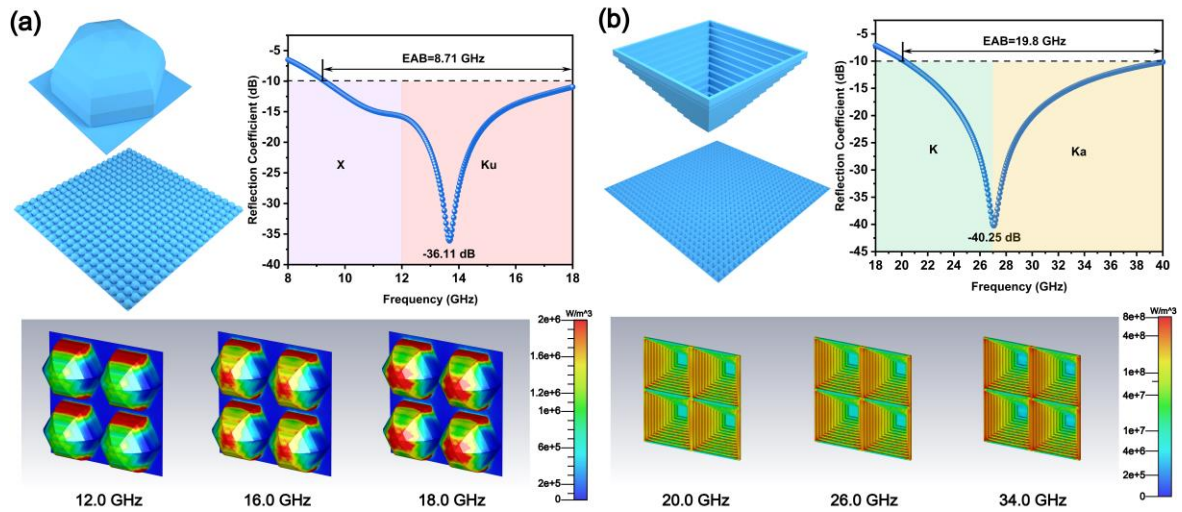 (a)
EAB=8.71 GHz
Reflection Coefficient (dB)
-5
-10
-15
-20
-25
-30
-35
-40
X
Ku
-36.11 dB
8
10
12
14
16
18
Frequency (GHz)
(b)
EAB=19.8 GHz
Reflection Coefficient (dB)
-5
-10
-15
-20
-25
-30
-35
-40
-45
K
Ka
-40.25 dB
18
20
22
24
26
28
30
32
34
36
38
40
Frequency (GHz)
W/m^3
2e+6
1.6e+6
1.2e+6
1e+6
6e+5
2e+5
0
12.0 GHz
16.0 GHz
18.0 GHz
W/m^3
8e+8
4e+8
1e+8
4e+7
1e+7
4e+6
2e+5
0
20.0 GHz
26.0 GHz
34.0 GHz